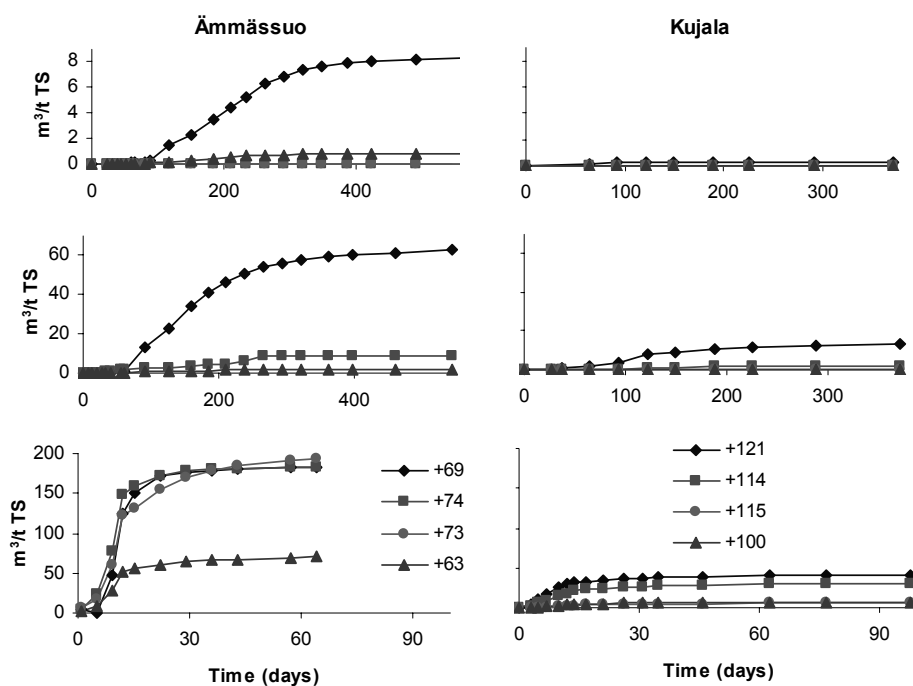 Ämmässuo
Kujala
m³/t TS
8
6
4
2
0
0 200 400
0 100 200 300
m³/t TS
60
40
20
0
0 200 400
0 100 200 300
m³/t TS
200
150
100
50
0
0 30 60 90
+69
+74
+73
+63
Time (days)
+121
+114
+115
+100
0 30 60 90
Time (days)